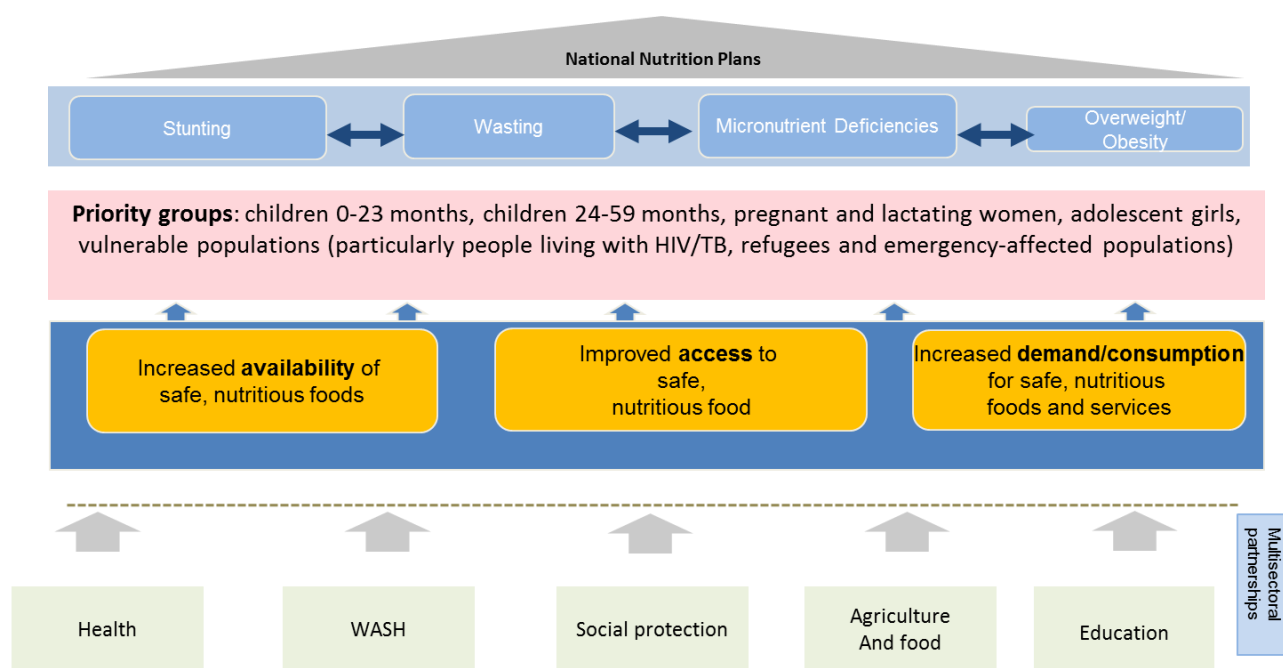 National Nutrition Plans
Stunting
Wasting
Micronutrient Deficiencies
Overweight/
Obesity
Priority groups: children 0-23 months, children 24-59 months, pregnant and lactating women, adolescent girls,
vulnerable populations (particularly people living with HIV/TB, refugees and emergency-affected populations)
Increased availability of
safe, nutritious foods
Improved access to
safe,
nutritious food
Increased demand/consumption
for safe, nutritious
foods and services
Multisectoral
partnerships
Health
WASH
Social protection
Agriculture
And food
Education